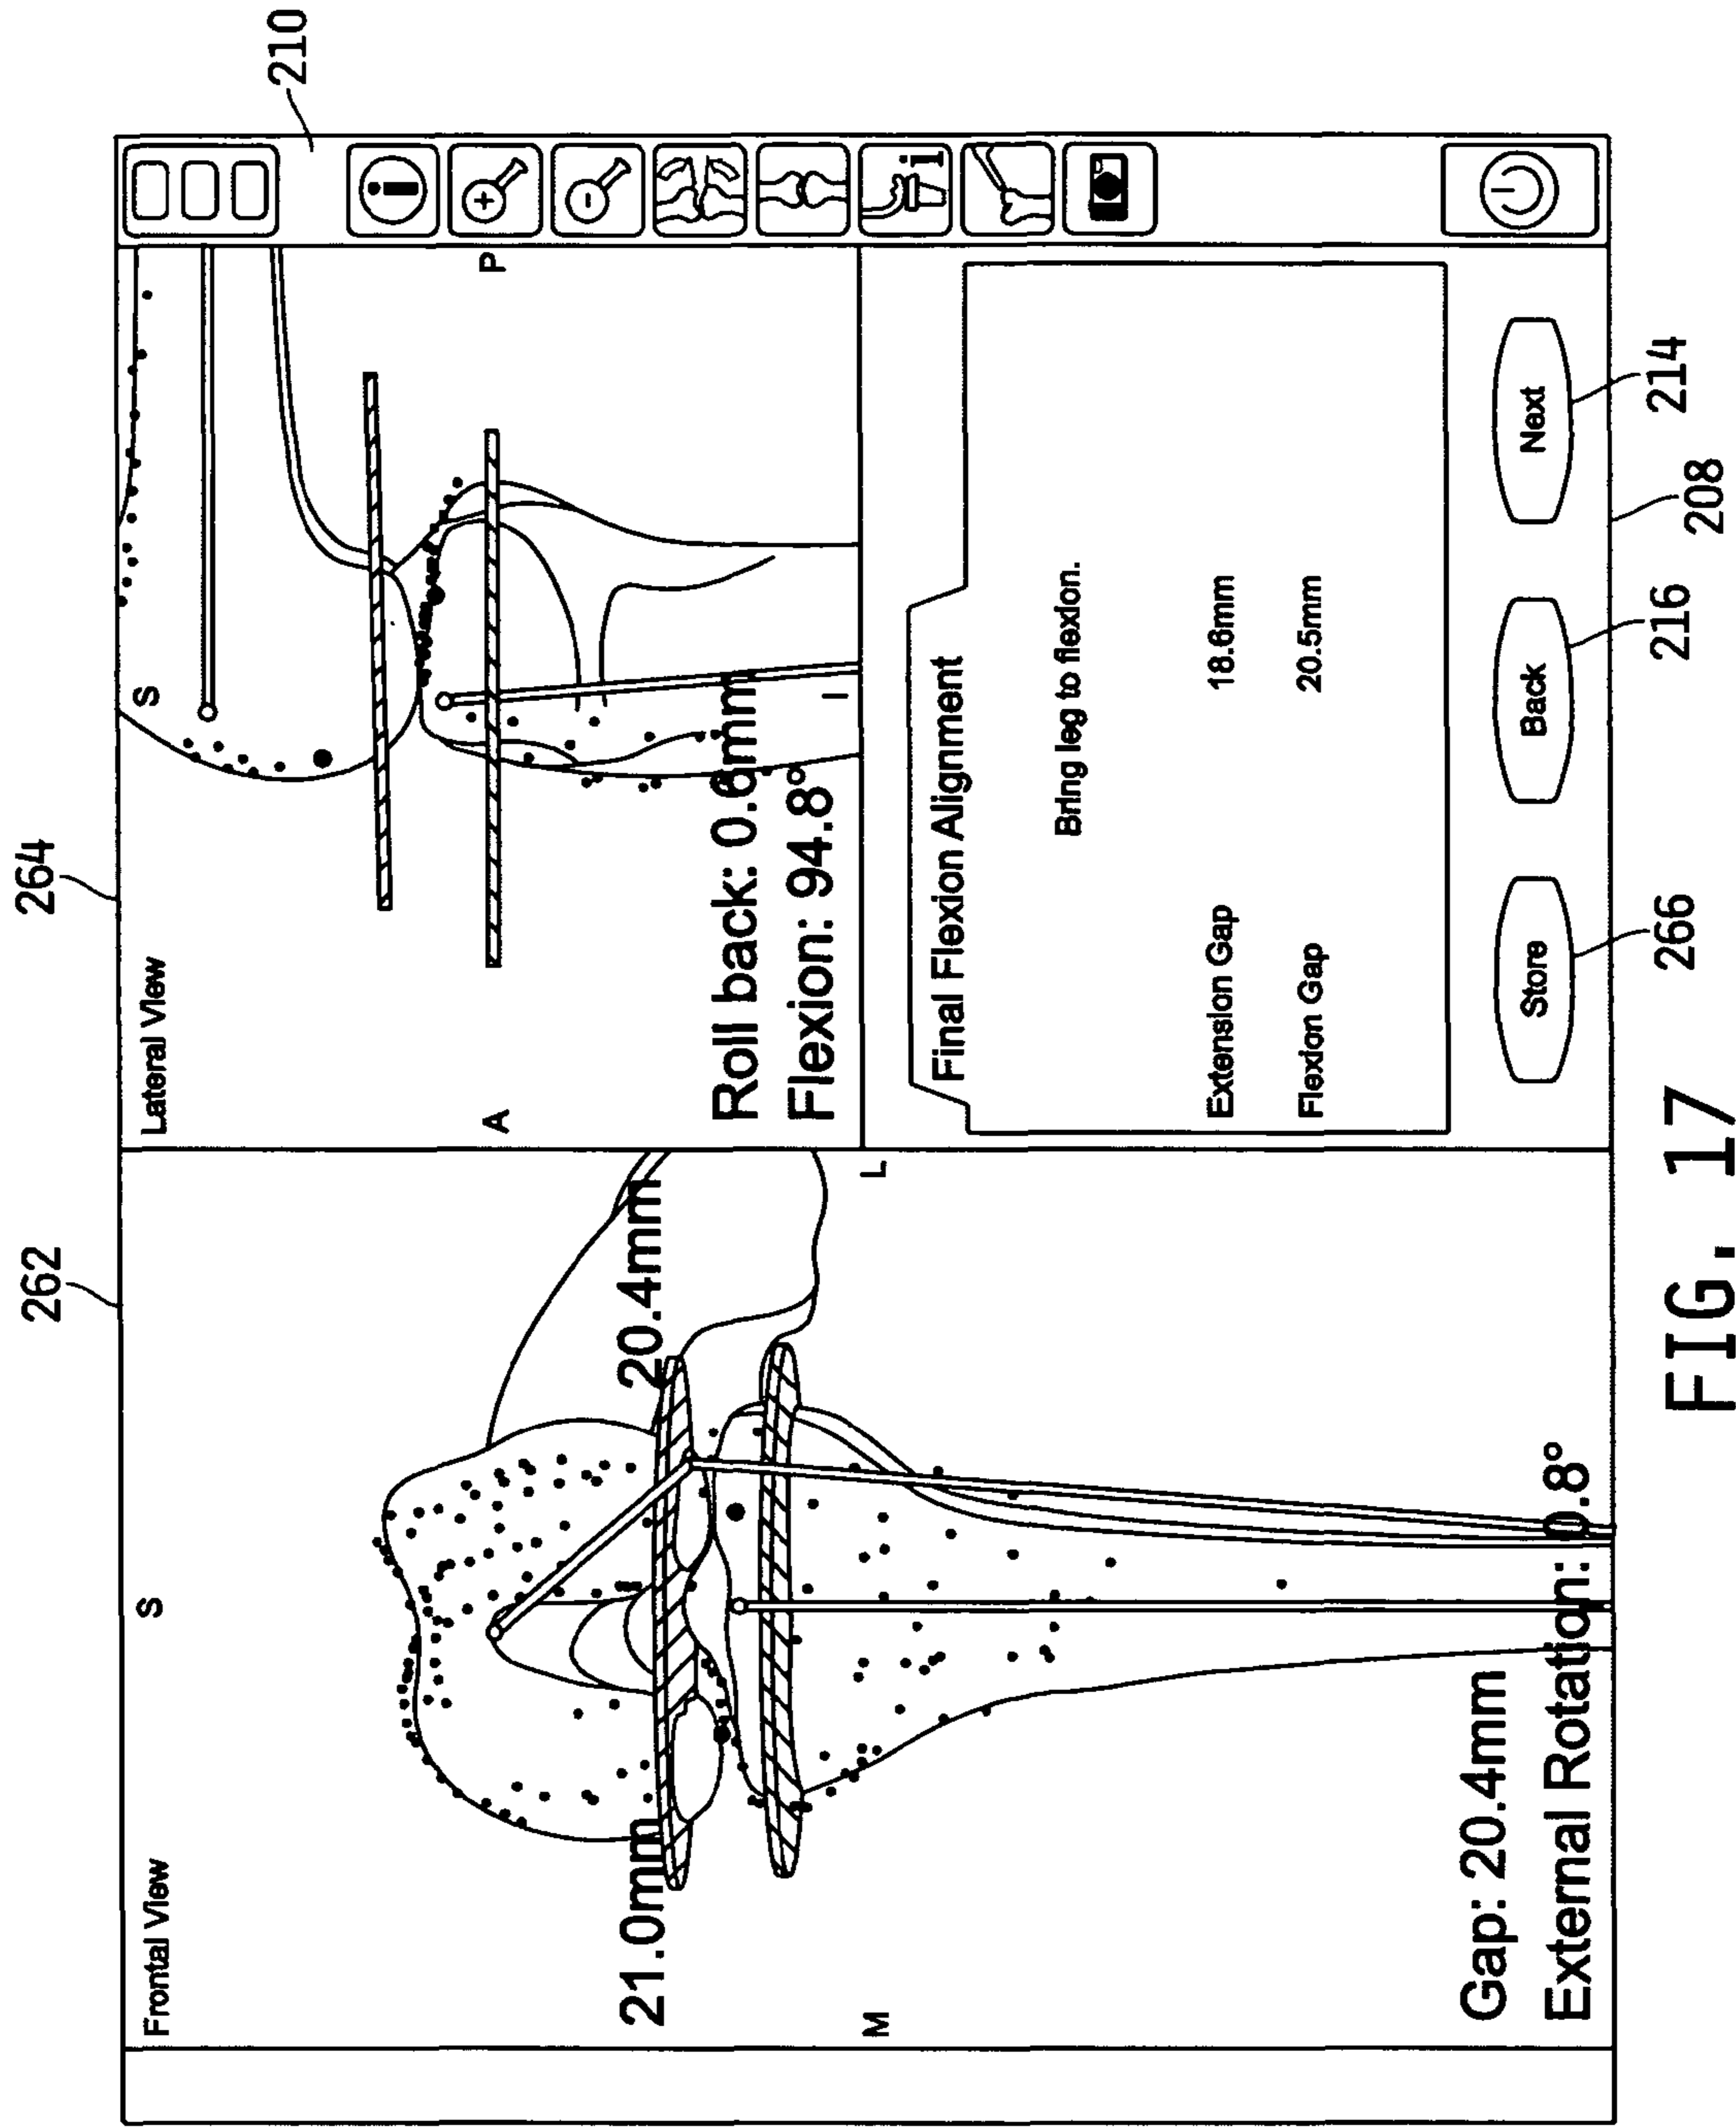 262
264
210
Frontal View
S
21.0mm
20.4mm
M
L
Gap: 20.4mm
External Rotation: 0.8°
Lateral View
S
A
P
Roll back: 0.6mm
Flexion: 94.8°
I
Final Flexion Alignment
Bring leg to flexion.
Extension Gap 18.6mm
Flexion Gap 20.5mm
Store
Back
Next
i
+
-
i
266
216
208
214
FIG. 17